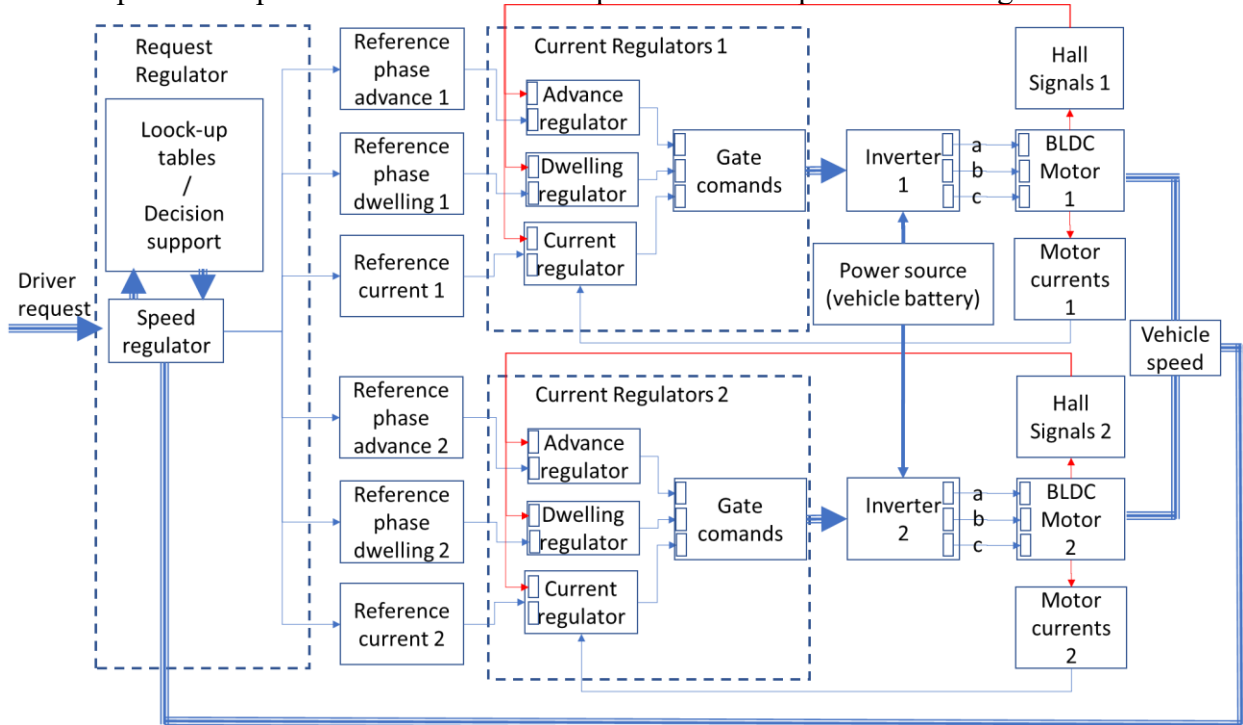 Request
Regulator
Loock-up
tables
/
Decision
support
Driver
request
Speed
regulator
Reference
phase
advance 1
Reference
phase
dwelling 1
Reference
current 1
Current Regulators 1
Advance
regulator
Dwelling
regulator
Current
regulator
Gate
comands
Inverter
1
a
b
c
BLDC
Motor
1
Hall
Signals 1
Motor
currents
1
Power source
(vehicle battery)
Vehicle
speed
Reference
phase
advance 2
Reference
phase
dwelling 2
Reference
current 2
Current Regulators 2
Advance
regulator
Dwelling
regulator
Current
regulator
Gate
comands
Inverter
2
a
b
c
BLDC
Motor
2
Hall
Signals 2
Motor
currents
2